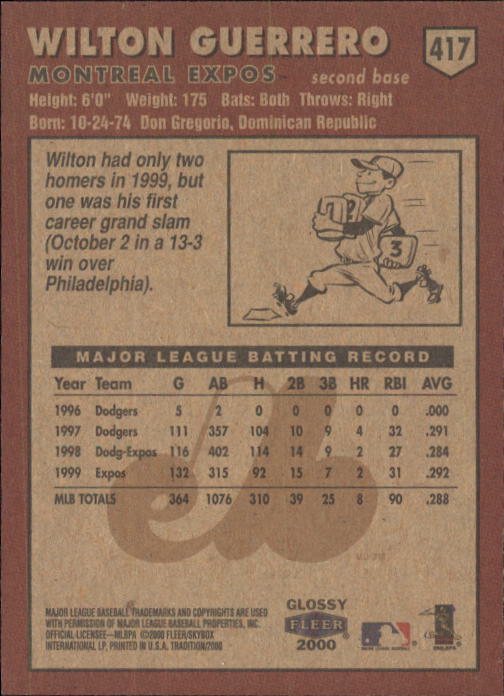 WILTON GUERRERO
417
MONTREAL EXPOS™ second base
Height: 6'0" Weight: 175 Bats: Both Throws: Right
Born: 10-24-74 Don Gregorio, Dominican Republic
Wilton had only two
homers in 1999, but
one was his first
career grand slam
(October 2 in a 13-3
win over
Philadelphia).
3
MAJOR LEAGUE BATTING RECORD
Year Team G AB H 2B 3B HR RBI AVG
1996 Dodgers 5 2 0 0 0 0 0 .000
1997 Dodgers 111 357 104 10 9 4 32 .291
1998 Dodg-Expos 116 402 114 14 9 2 27 .284
1999 Expos 132 315 92 15 7 2 31 .292
MLB TOTALS 364 1076 310 39 25 8 90 .288
MAJOR LEAGUE BASEBALL TRADEMARKS AND COPYRIGHTS ARE USED
WITH PERMISSION OF MAJOR LEAGUE BASEBALL PROPERTIES, INC.
OFFICIAL LICENSEE—MLBPA ©2000 FLEER/SKYBOX
INTERNATIONAL LP, PRINTED IN U.S.A. TRADITION/2000
GLOSSY
FLEER
2000